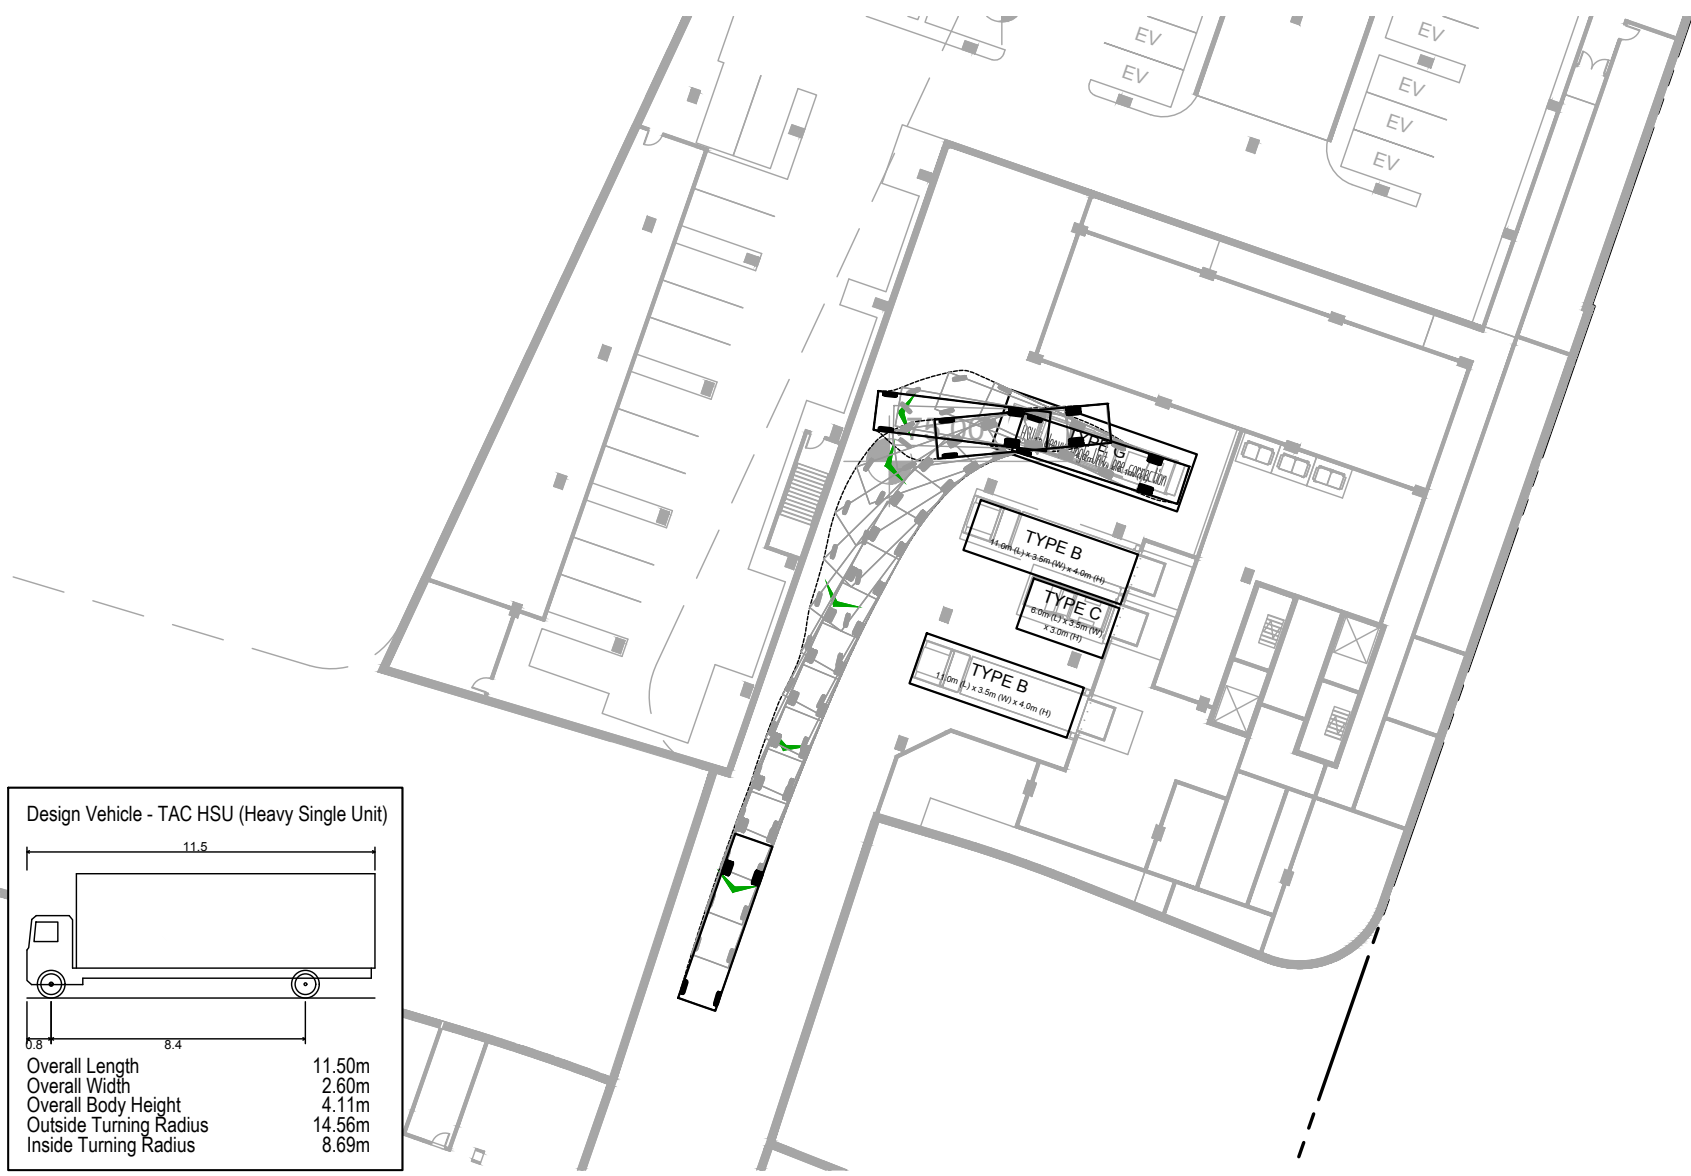 EV
EV
EV
EV
EV
EV
TYPE G
TYPE B
11.0m (L) x 3.5m (W) x 4.0m (H)
TYPE C
6.0m (L) x 3.5m (W)
x 3.0m (H)
TYPE B
11.0m (L) x 3.5m (W) x 4.0m (H)
Design Vehicle - TAC HSU (Heavy Single Unit)
11.5
0.8
8.4
Overall Length 11.50m
Overall Width 2.60m
Overall Body Height 4.11m
Outside Turning Radius 14.56m
Inside Turning Radius 8.69m